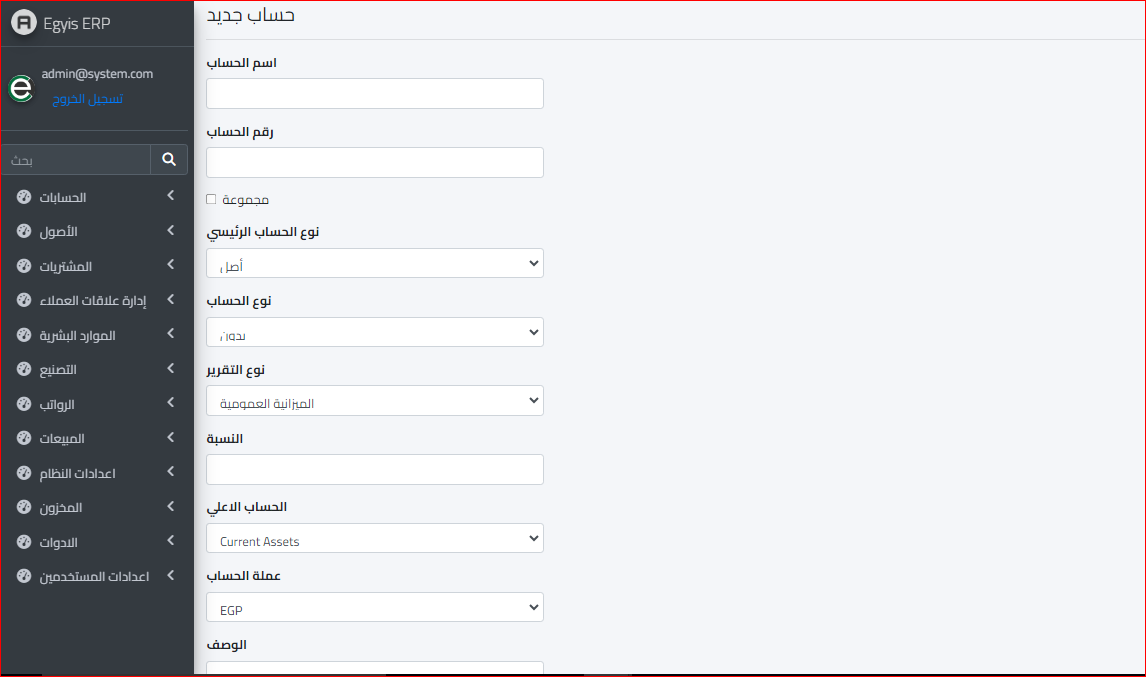 Egyis ERP
admin@system.com
تسجيل الخروج
بحث
الحسابات
الأصول
المشتريات
إدارة علاقات العملاء
الموارد البشرية
التصنيع
الرواتب
المبيعات
اعدادات النظام
المخزون
الادوات
اعدادات المستخدمين
حساب جديد
اسم الحساب
رقم الحساب
مجموعة
نوع الحساب الرئيسي
أصل
نوع الحساب
بدون
نوع التقرير
الميزانية العمومية
النسبة
الحساب الاعلي
Current Assets
عملة الحساب
EGP
الوصف